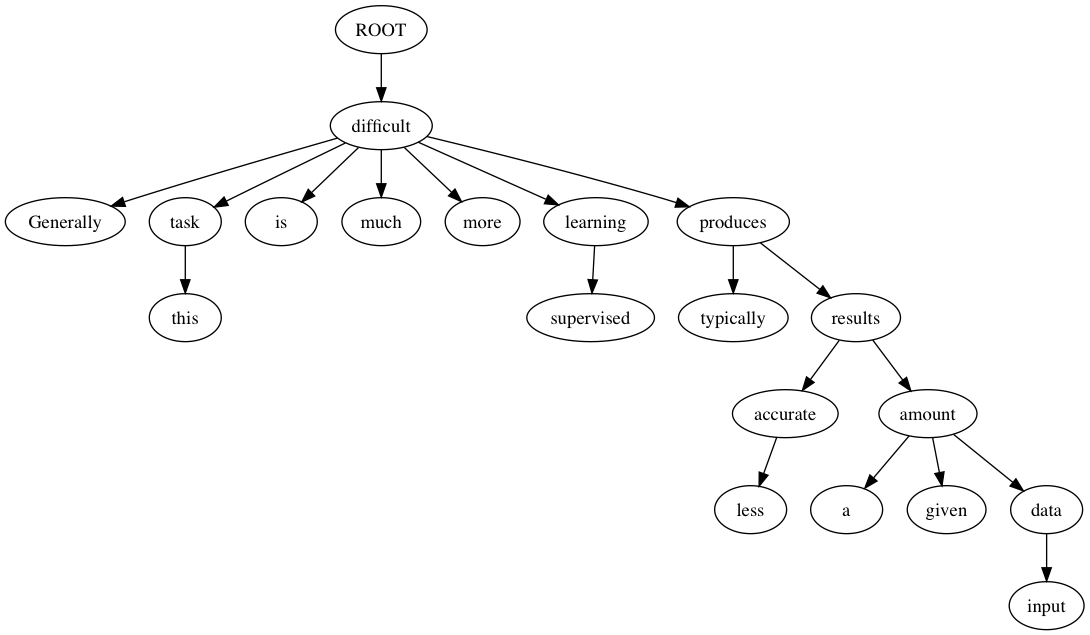 ROOT
difficult
Generally task is much more learning produces
this supervised typically results
accurate amount
less a given data
input